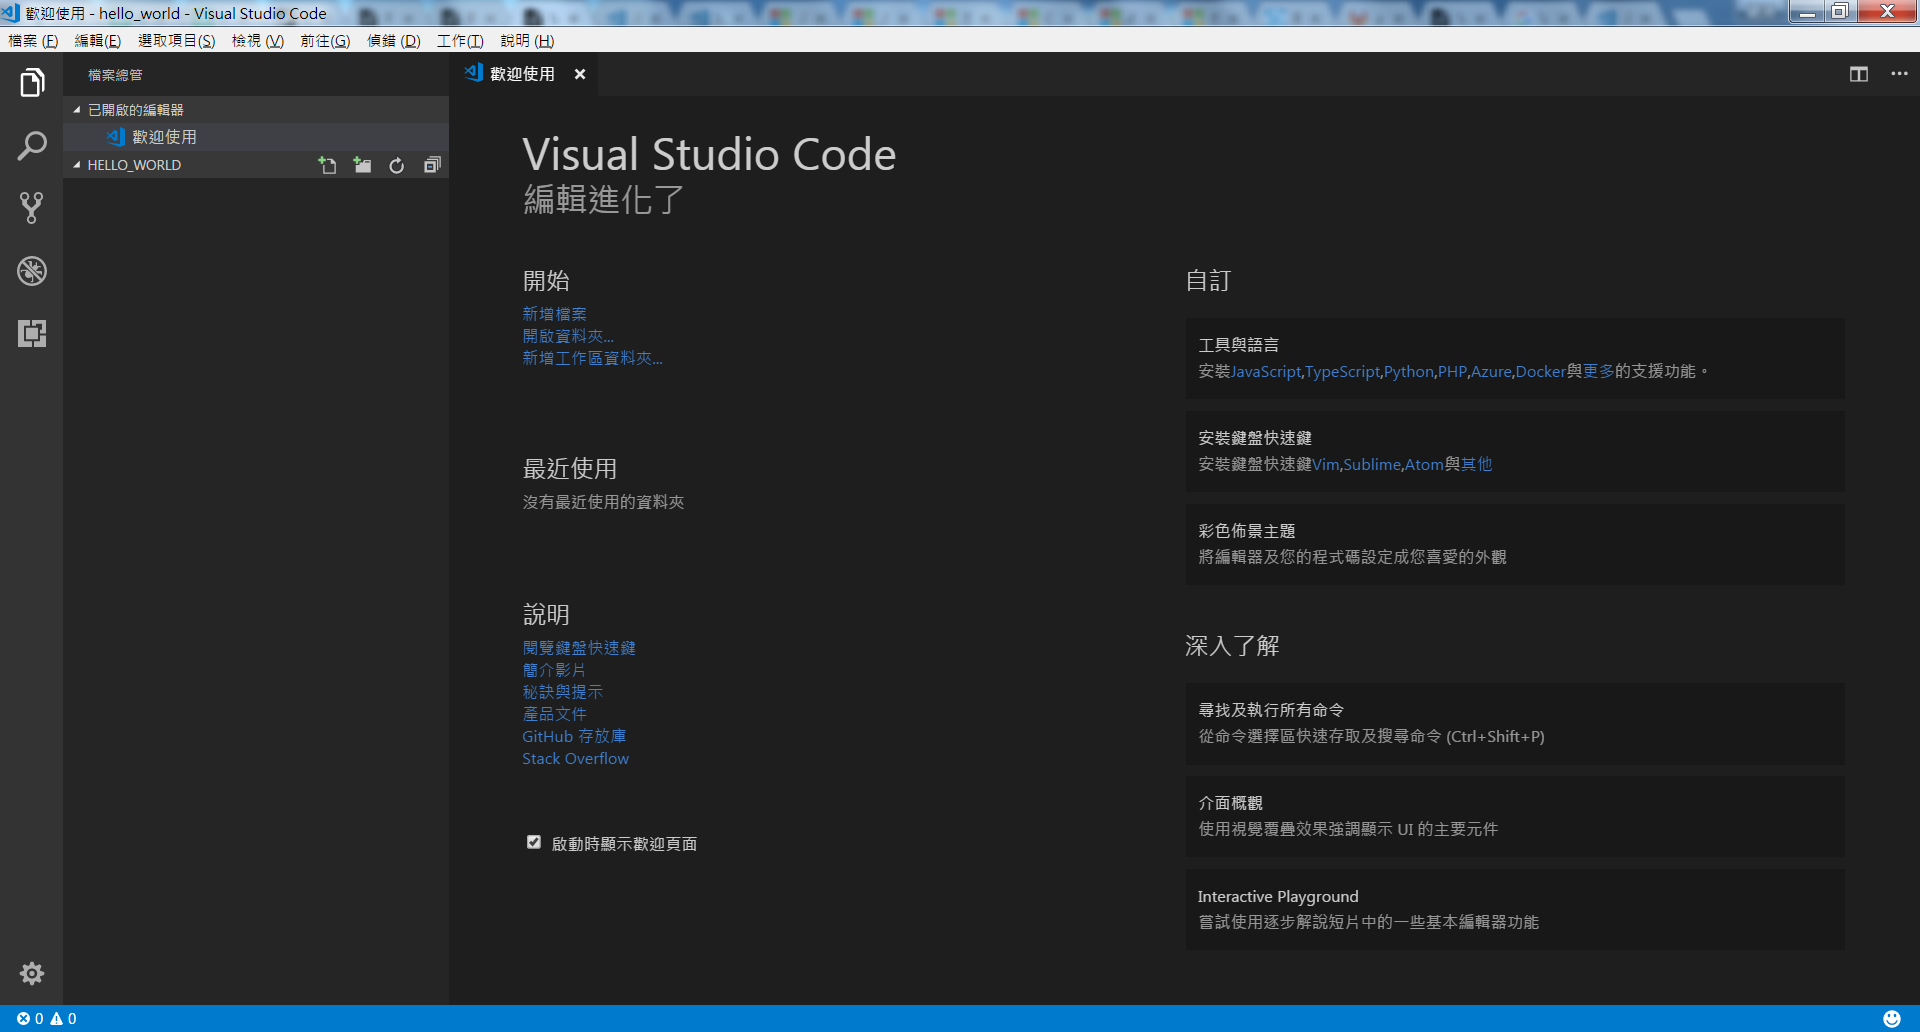 歡迎使用 - hello_world - Visual Studio Code
檔案 (F) 編輯(E) 選取項目(S) 檢視 (V) 前往(G) 偵錯 (D) 工作(T) 說明 (H)
檔案總管
已開啟的編輯器
歡迎使用
HELLO_WORLD
歡迎使用
Visual Studio Code
編輯進化了
開始
新增檔案
開啟資料夾...
新增工作區資料夾...
最近使用
沒有最近使用的資料夾
說明
閱覽鍵盤快速鍵
簡介影片
秘訣與提示
產品文件
GitHub 存放庫
Stack Overflow
啟動時顯示歡迎頁面
自訂
工具與語言
安裝JavaScript,TypeScript,Python,PHP,Azure,Docker與更多的支援功能。
安裝鍵盤快速鍵
安裝鍵盤快速鍵Vim,Sublime,Atom與其他
彩色佈景主題
將編輯器及您的程式碼設定成您喜愛的外觀
深入了解
尋找及執行所有命令
從命令選擇區快速存取及搜尋命令 (Ctrl+Shift+P)
介面概觀
使用視覺覆疊效果強調顯示 UI 的主要元件
Interactive Playground
嘗試使用逐步解說短片中的一些基本編輯器功能
0 0